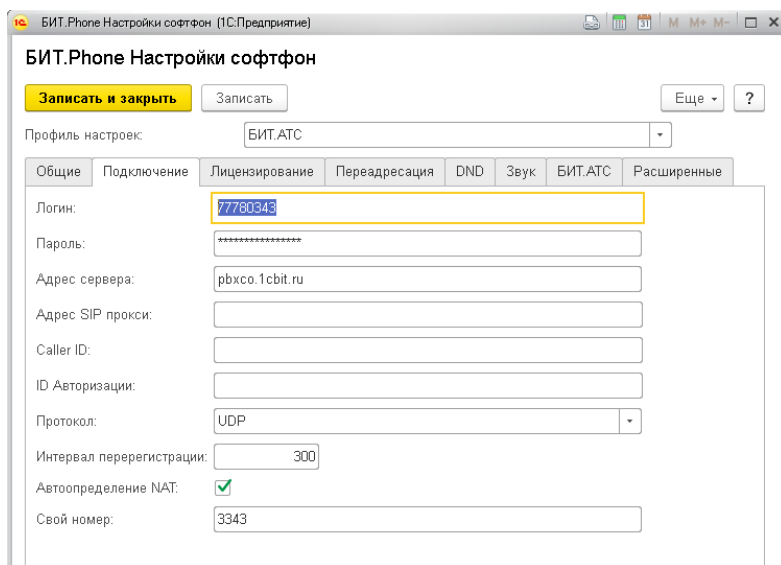 БИТ.Phone Настройки софтфон (1С:Предприятие) 31 M M+ M-
БИТ.Phone Настройки софтфон
Записать и закрыть Записать Еще ?
Профиль настроек: БИТ.АТС
Общие Подключение Лицензирование Переадресация DND Звук БИТ.АТС Расширенные
Логин: 77780343
Пароль: ****************
Адрес сервера: pbxco.1cbit.ru
Адрес SIP прокси:
Caller ID:
ID Авторизации:
Протокол: UDP
Интервал перерегистрации: 300
Автоопределение NAT:
Свой номер: 3343